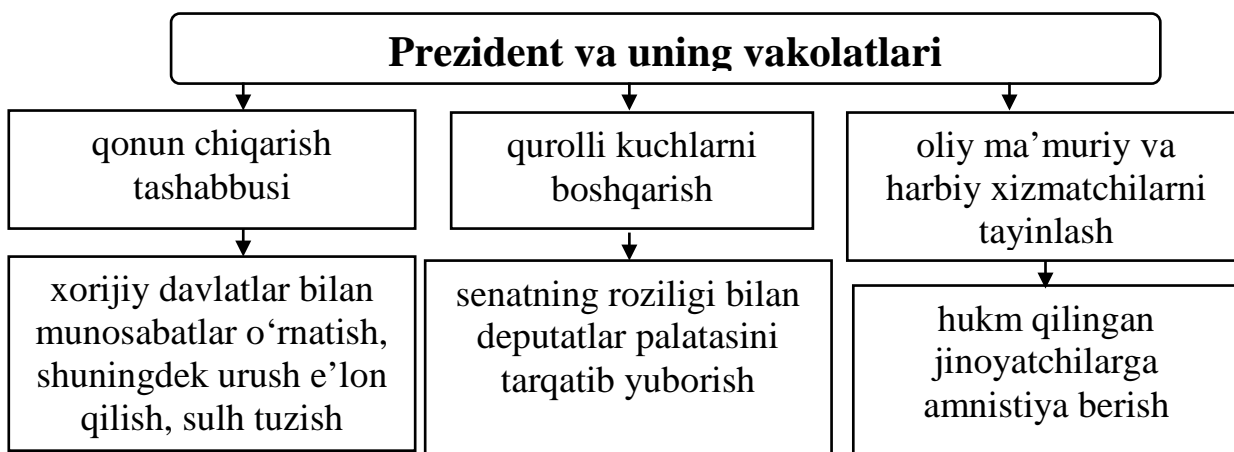 Prezident va uning vakolatlari
qonun chiqarish
tashabbusi
qurolli kuchlarni
boshqarish
oliy ma’muriy va
harbiy xizmatchilarni
tayinlash
xorijiy davlatlar bilan
munosabatlar o‘rnatish,
shuningdek urush e’lon
qilish, sulh tuzish
senatning roziligi bilan
deputatlar palatasini
tarqatib yuborish
hukm qilingan
jinoyatchilarga
amnistiya berish